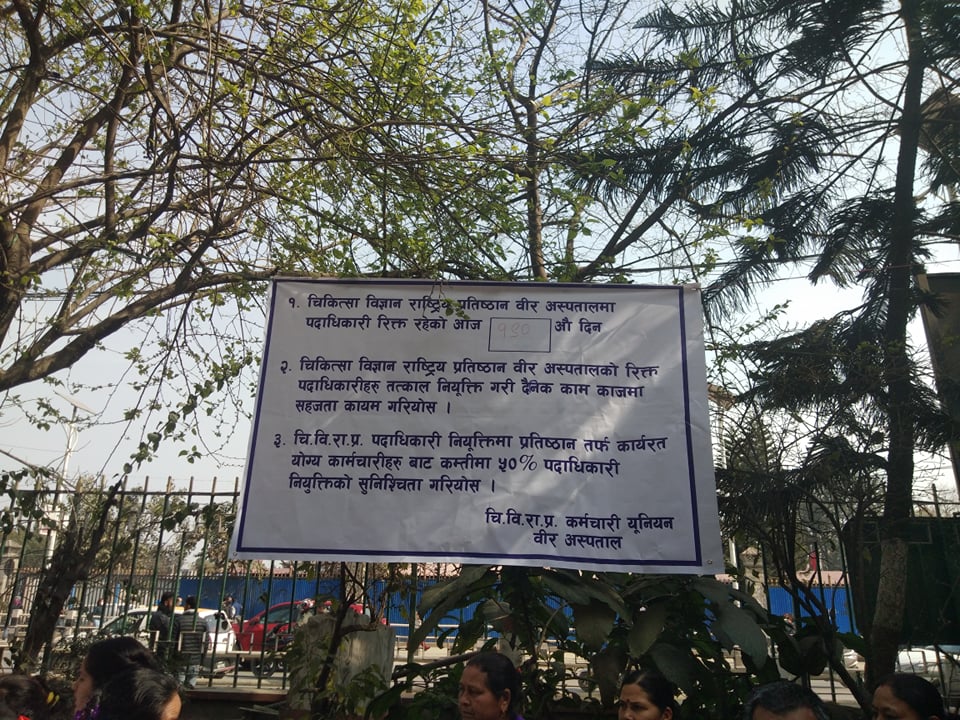 १. चिकित्सा विज्ञान राष्ट्रिय प्रतिष्ठान वीर अस्पतालमा
पदाधिकारी रिक्त रहेको आज १९० औ दिन
२. चिकित्सा विज्ञान राष्ट्रिय प्रतिष्ठान वीर अस्पतालको रिक्त
पदाधिकारीहरु तत्काल नियूक्ति गरी दैनिक काम काजमा
सहजता कायम गरियोस ।
३. चि.वि.रा.प्र. पदाधिकारी नियूक्तिमा प्रतिष्ठान तर्फ कार्यरत
योग्य कार्मचारीहरु बाट कम्तीमा ५०% पदाधिकारी
नियुक्तिको सुनिश्चिता गरियोस ।
चि.वि.रा.प्र. कर्मचारी यूनियन
वीर अस्पताल